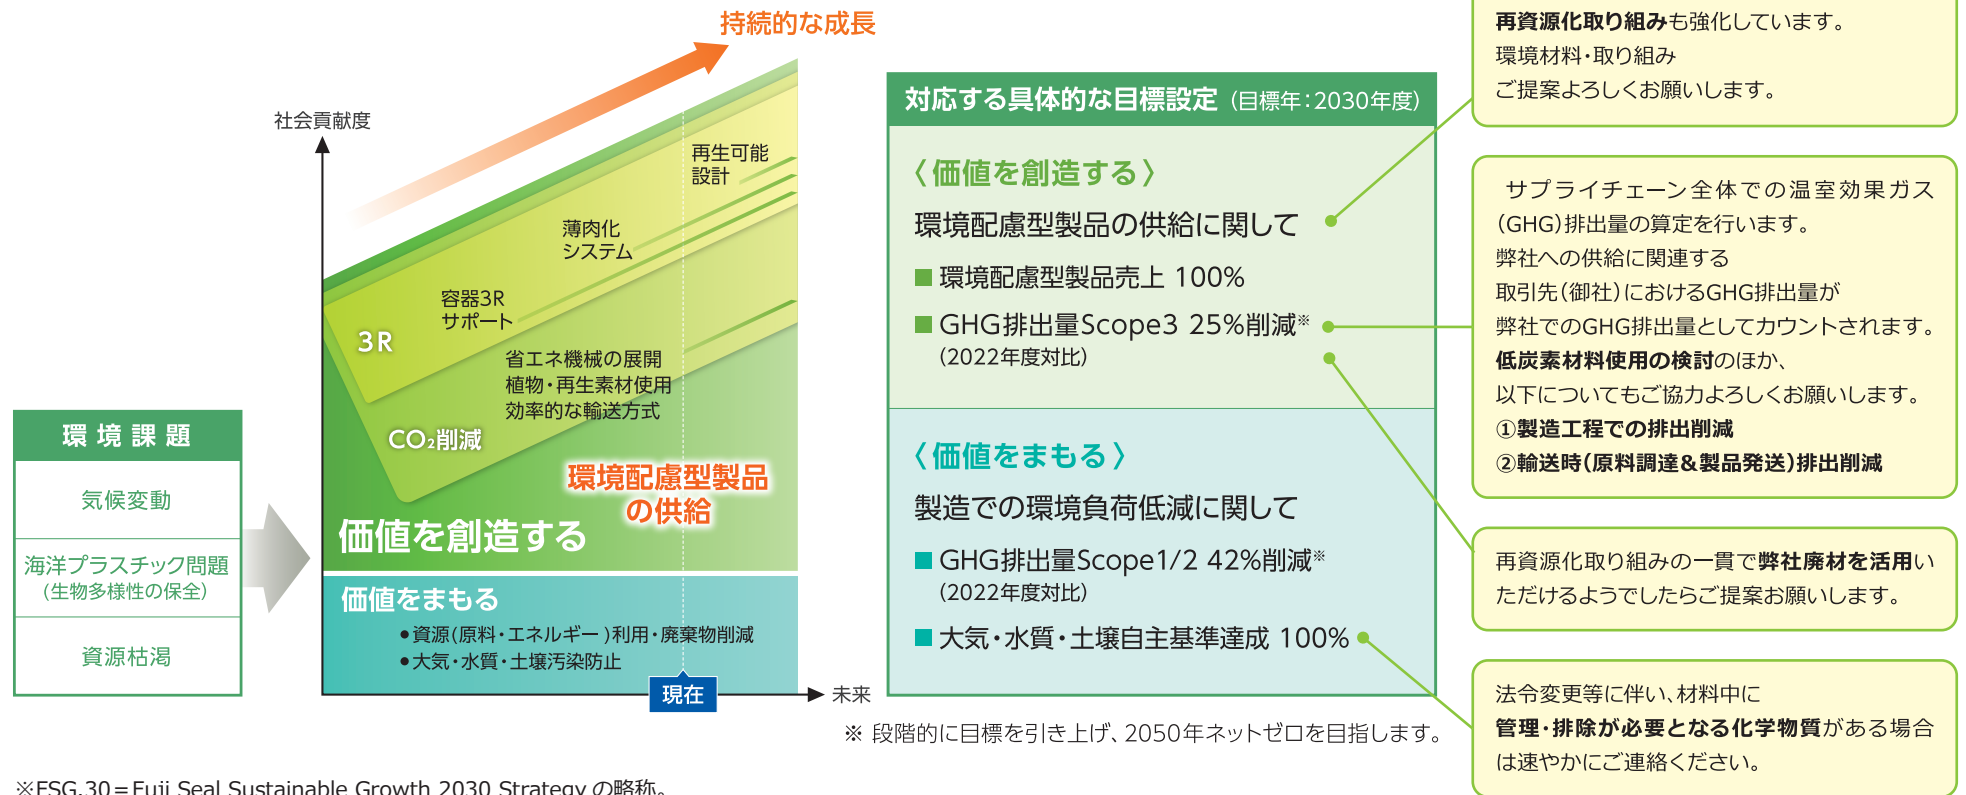 持続的な成長
社会貢献度
再生可能
設計
薄肉化
システム
容器3R
サポート
3R
省エネ機械の展開
植物・再生素材使用
効率的な輸送方式
CO₂削減
環境配慮型製品
の供給
価値を創造する
価値をまもる
●資源(原料・エネルギー)利用・廃棄物削減
●大気・水質・土壌汚染防止
現在
未来
環境課題
気候変動
海洋プラスチック問題
(生物多様性の保全)
資源枯渇
対応する具体的な目標設定(目標年:2030年度)
〈価値を創造する〉
環境配慮型製品の供給に関して
■環境配慮型製品売上 100%
■GHG排出量Scope3 25%削減※
(2022年度対比)
〈価値をまもる〉
製造での環境負荷低減に関して
■GHG排出量Scope1/2 42%削減※
(2022年度対比)
■大気・水質・土壌自主基準達成 100%
※ 段階的に目標を引き上げ、2050年ネットゼロを目指します。
再資源化取り組みも強化しています。
環境材料・取り組み
ご提案よろしくお願いします。
サプライチェーン全体での温室効果ガス
(GHG)排出量の算定を行います。
弊社への供給に関連する
取引先(御社)におけるGHG排出量が
弊社でのGHG排出量としてカウントされます。
低炭素材料使用の検討のほか、
以下についてもご協力よろしくお願いします。
①製造工程での排出削減
②輸送時(原料調達&製品発送)排出削減
再資源化取り組みの一貫で弊社廃材を活用い
ただけるようでしたらご提案お願いします。
法令変更等に伴い、材料中に
管理・排除が必要となる化学物質がある場合
は速やかにご連絡ください。
※FSG.30=Fuji Seal Sustainable Growth 2030 Strategy の略称。